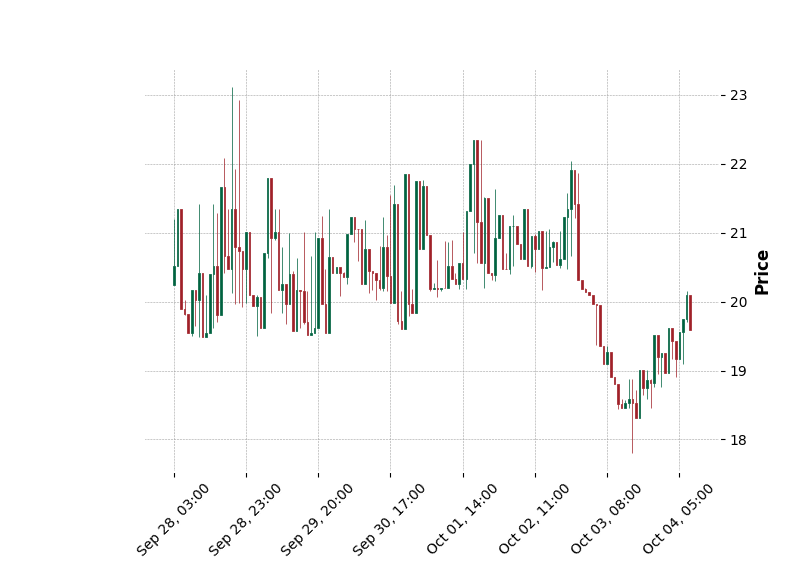 23
22
21
20
19
18
Price
Sep 28, 03:00
Sep 28, 23:00
Sep 29, 20:00
Sep 30, 17:00
Oct 01, 14:00
Oct 02, 11:00
Oct 03, 08:00
Oct 04, 05:00